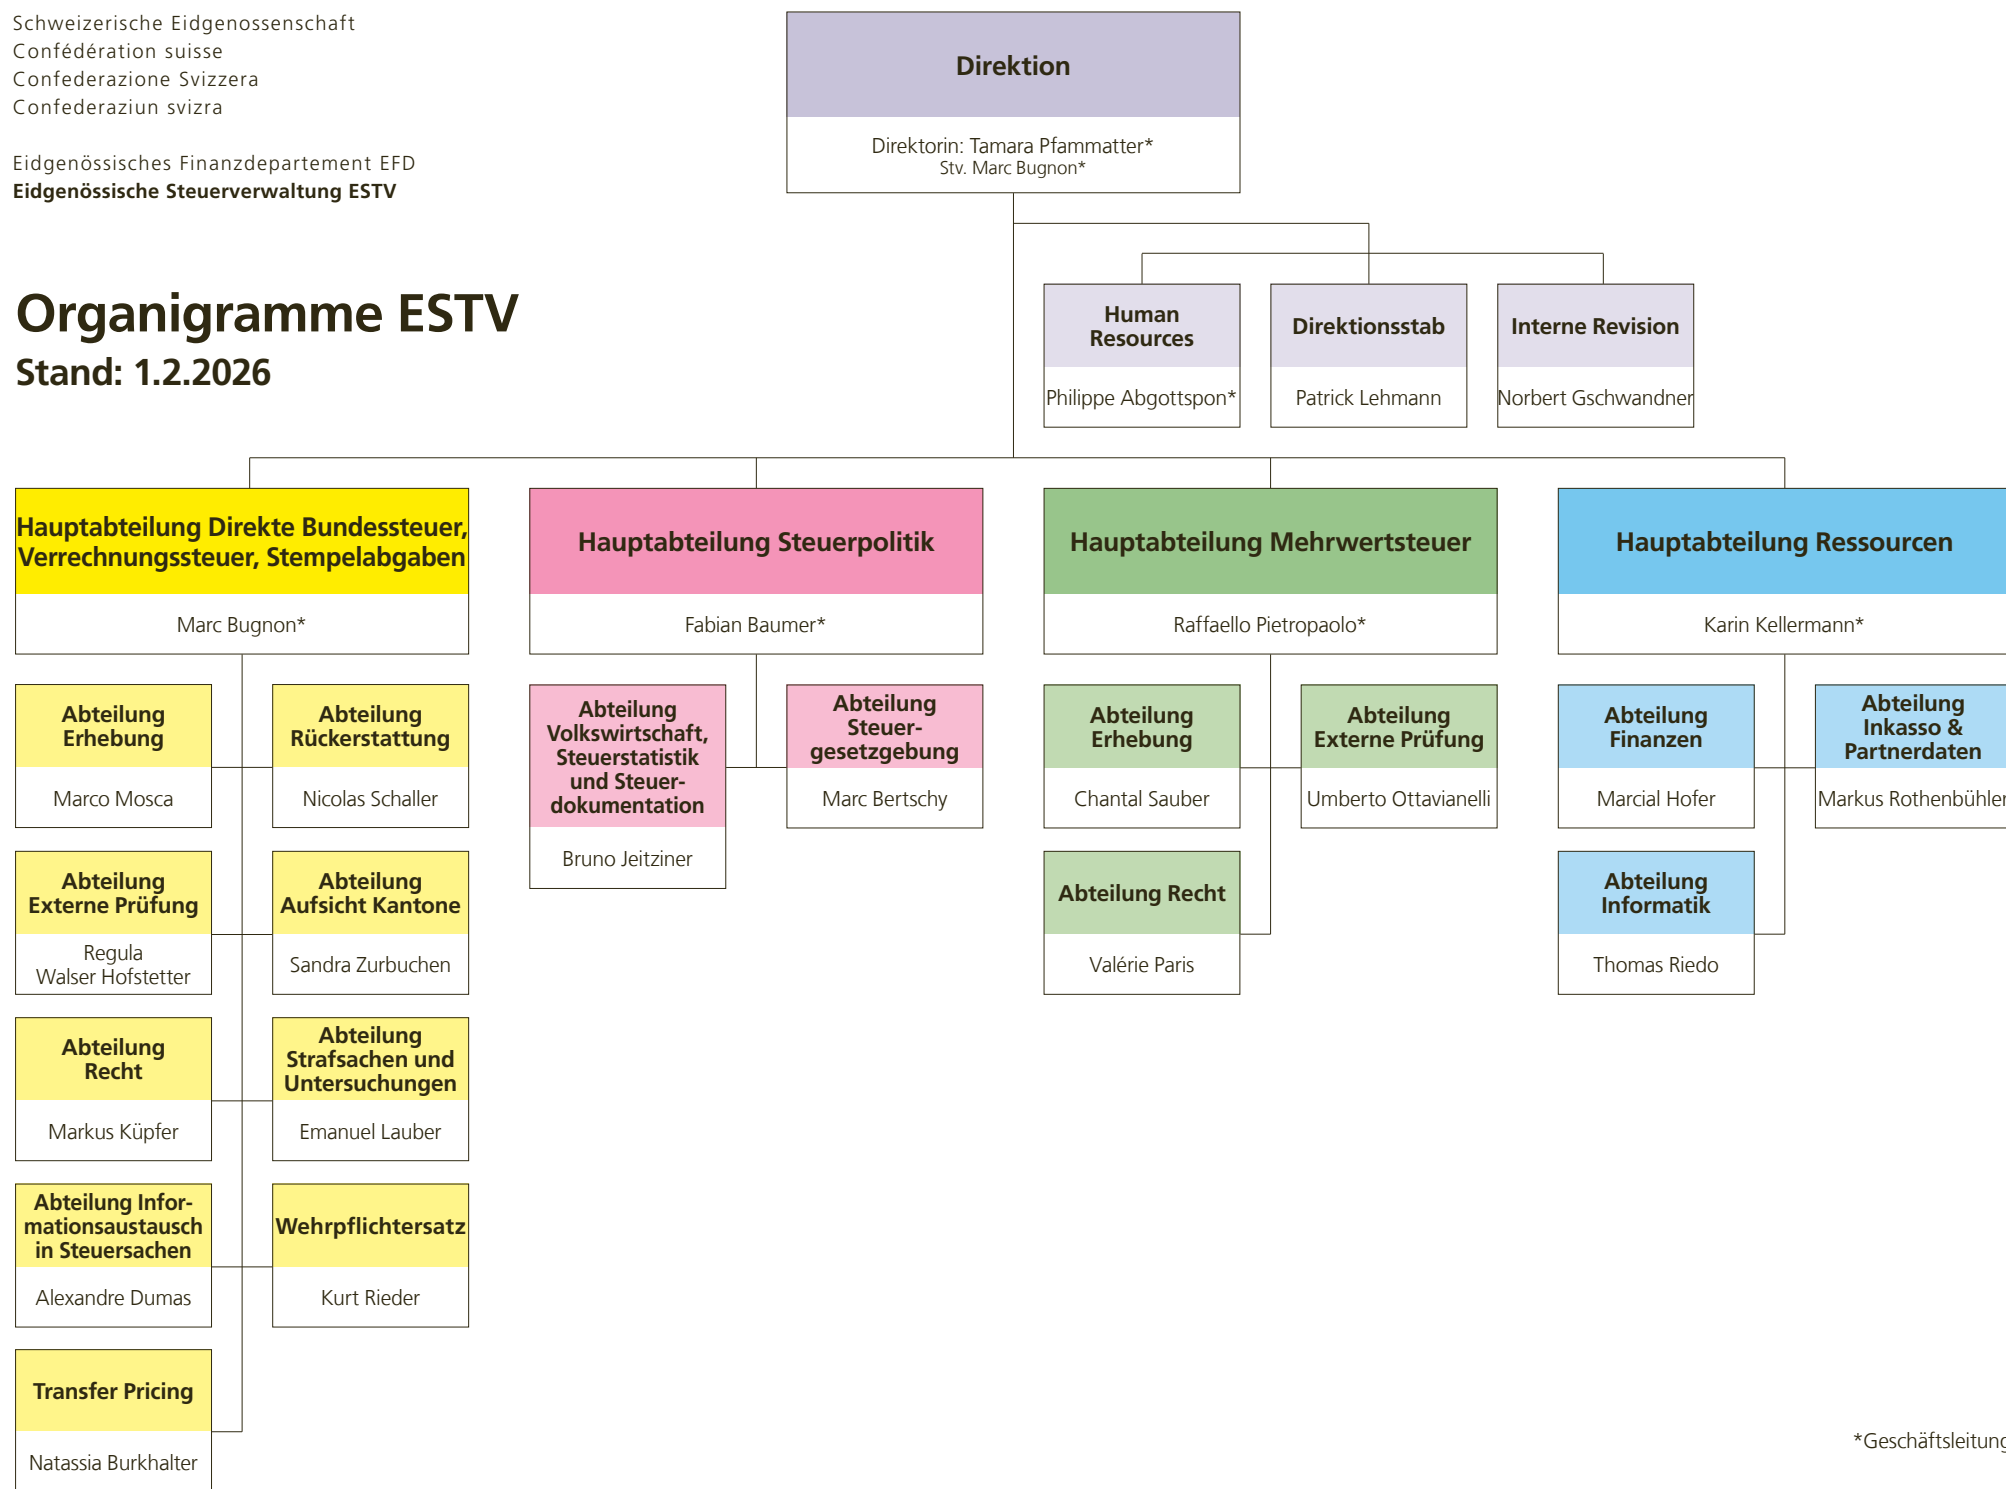 Schweizerische Eidgenossenschaft
Confédération suisse
Confederazione Svizzera
Confederaziun svizra
Eidgenössisches Finanzdepartement EFD
Eidgenössische Steuerverwaltung ESTV
Organigramme ESTV
Stand: 1.2.2026
Direktion
Direktorin: Tamara Pfammatter*
Stv. Marc Bugnon*
Human
Resources
Philippe Abgottspon*
Direktionsstab
Patrick Lehmann
Interne Revision
Norbert Gschwandner
Hauptabteilung Direkte Bundessteuer,
Verrechnungssteuer, Stempelabgaben
Marc Bugnon*
Abteilung
Erhebung
Marco Mosca
Abteilung
Rückerstattung
Nicolas Schaller
Abteilung
Externe Prüfung
Regula
Walser Hofstetter
Abteilung
Aufsicht Kantone
Sandra Zurbuchen
Abteilung
Recht
Markus Küpfer
Abteilung
Strafsachen und
Untersuchungen
Emanuel Lauber
Abteilung Infor-
mationsaustausch
in Steuersachen
Alexandre Dumas
Wehrpflichtersatz
Kurt Rieder
Transfer Pricing
Natassia Burkhalter
Hauptabteilung Steuerpolitik
Fabian Baumer*
Abteilung
Volkswirtschaft,
Steuerstatistik
und Steuer-
dokumentation
Bruno Jeitziner
Abteilung
Steuer-
gesetzgebung
Marc Bertschy
Hauptabteilung Mehrwertsteuer
Raffaello Pietropaolo*
Abteilung
Erhebung
Chantal Sauber
Abteilung
Externe Prüfung
Umberto Ottavianelli
Abteilung Recht
Valérie Paris
Hauptabteilung Ressourcen
Karin Kellermann*
Abteilung
Finanzen
Marcial Hofer
Abteilung
Inkasso &
Partnerdaten
Markus Rothenbühler
Abteilung
Informatik
Thomas Riedo
*Geschäftsleitung